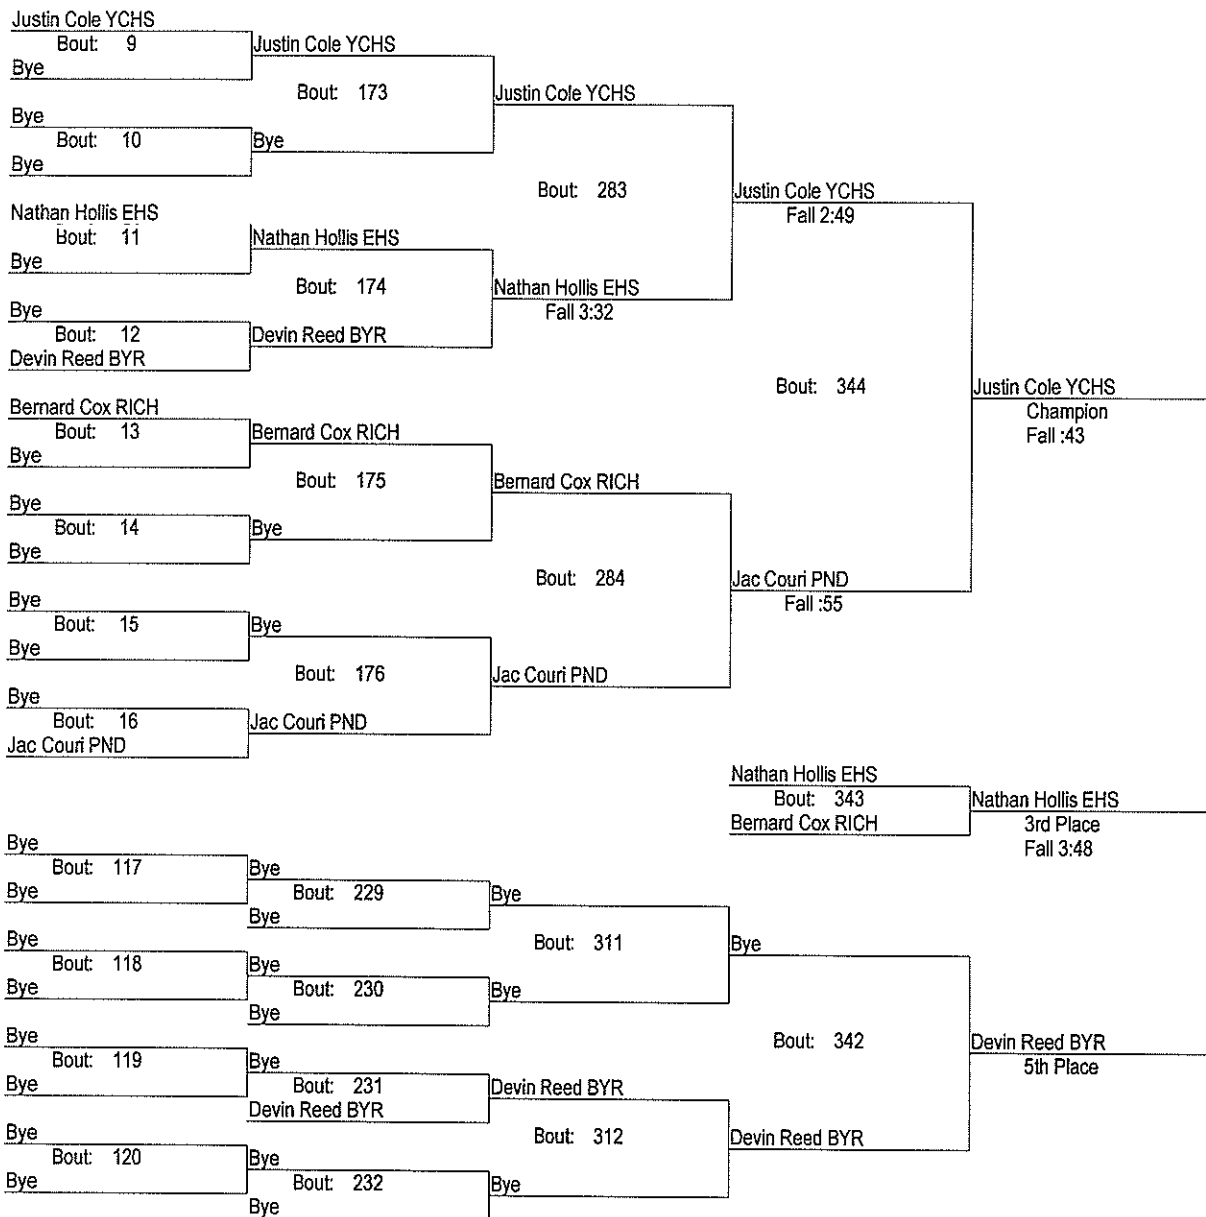 Justin Cole YCHS
Bout: 9
Bye
Justin Cole YCHS
Bout: 173
Justin Cole YCHS
Bye
Bout: 10
Bye
Bye
Bout: 283
Justin Cole YCHS
Fall 2:49
Nathan Hollis EHS
Bout: 11
Bye
Nathan Hollis EHS
Bout: 174
Nathan Hollis EHS
Fall 3:32
Bye
Bout: 12
Devin Reed BYR
Devin Reed BYR
Bout: 344
Justin Cole YCHS
Champion
Fall :43
Bernard Cox RICH
Bout: 13
Bye
Bernard Cox RICH
Bout: 175
Bernard Cox RICH
Bye
Bout: 14
Bye
Bye
Bout: 284
Jac Couri PND
Fall :55
Bye
Bout: 15
Bye
Bye
Bout: 176
Jac Couri PND
Bye
Bout: 16
Jac Couri PND
Jac Couri PND
Nathan Hollis EHS
Bout: 343
Bernard Cox RICH
Nathan Hollis EHS
3rd Place
Fall 3:48
Bye
Bout: 117
Bye
Bye
Bout: 229
Bye
Bye
Bout: 311
Bye
Bye
Bout: 118
Bye
Bye
Bout: 230
Bye
Bye
Bout: 342
Devin Reed BYR
5th Place
Bye
Bout: 119
Bye
Bye
Bout: 231
Devin Reed BYR
Devin Reed BYR
Bout: 312
Devin Reed BYR
Bye
Bout: 120
Bye
Bye
Bout: 232
Bye
Bye